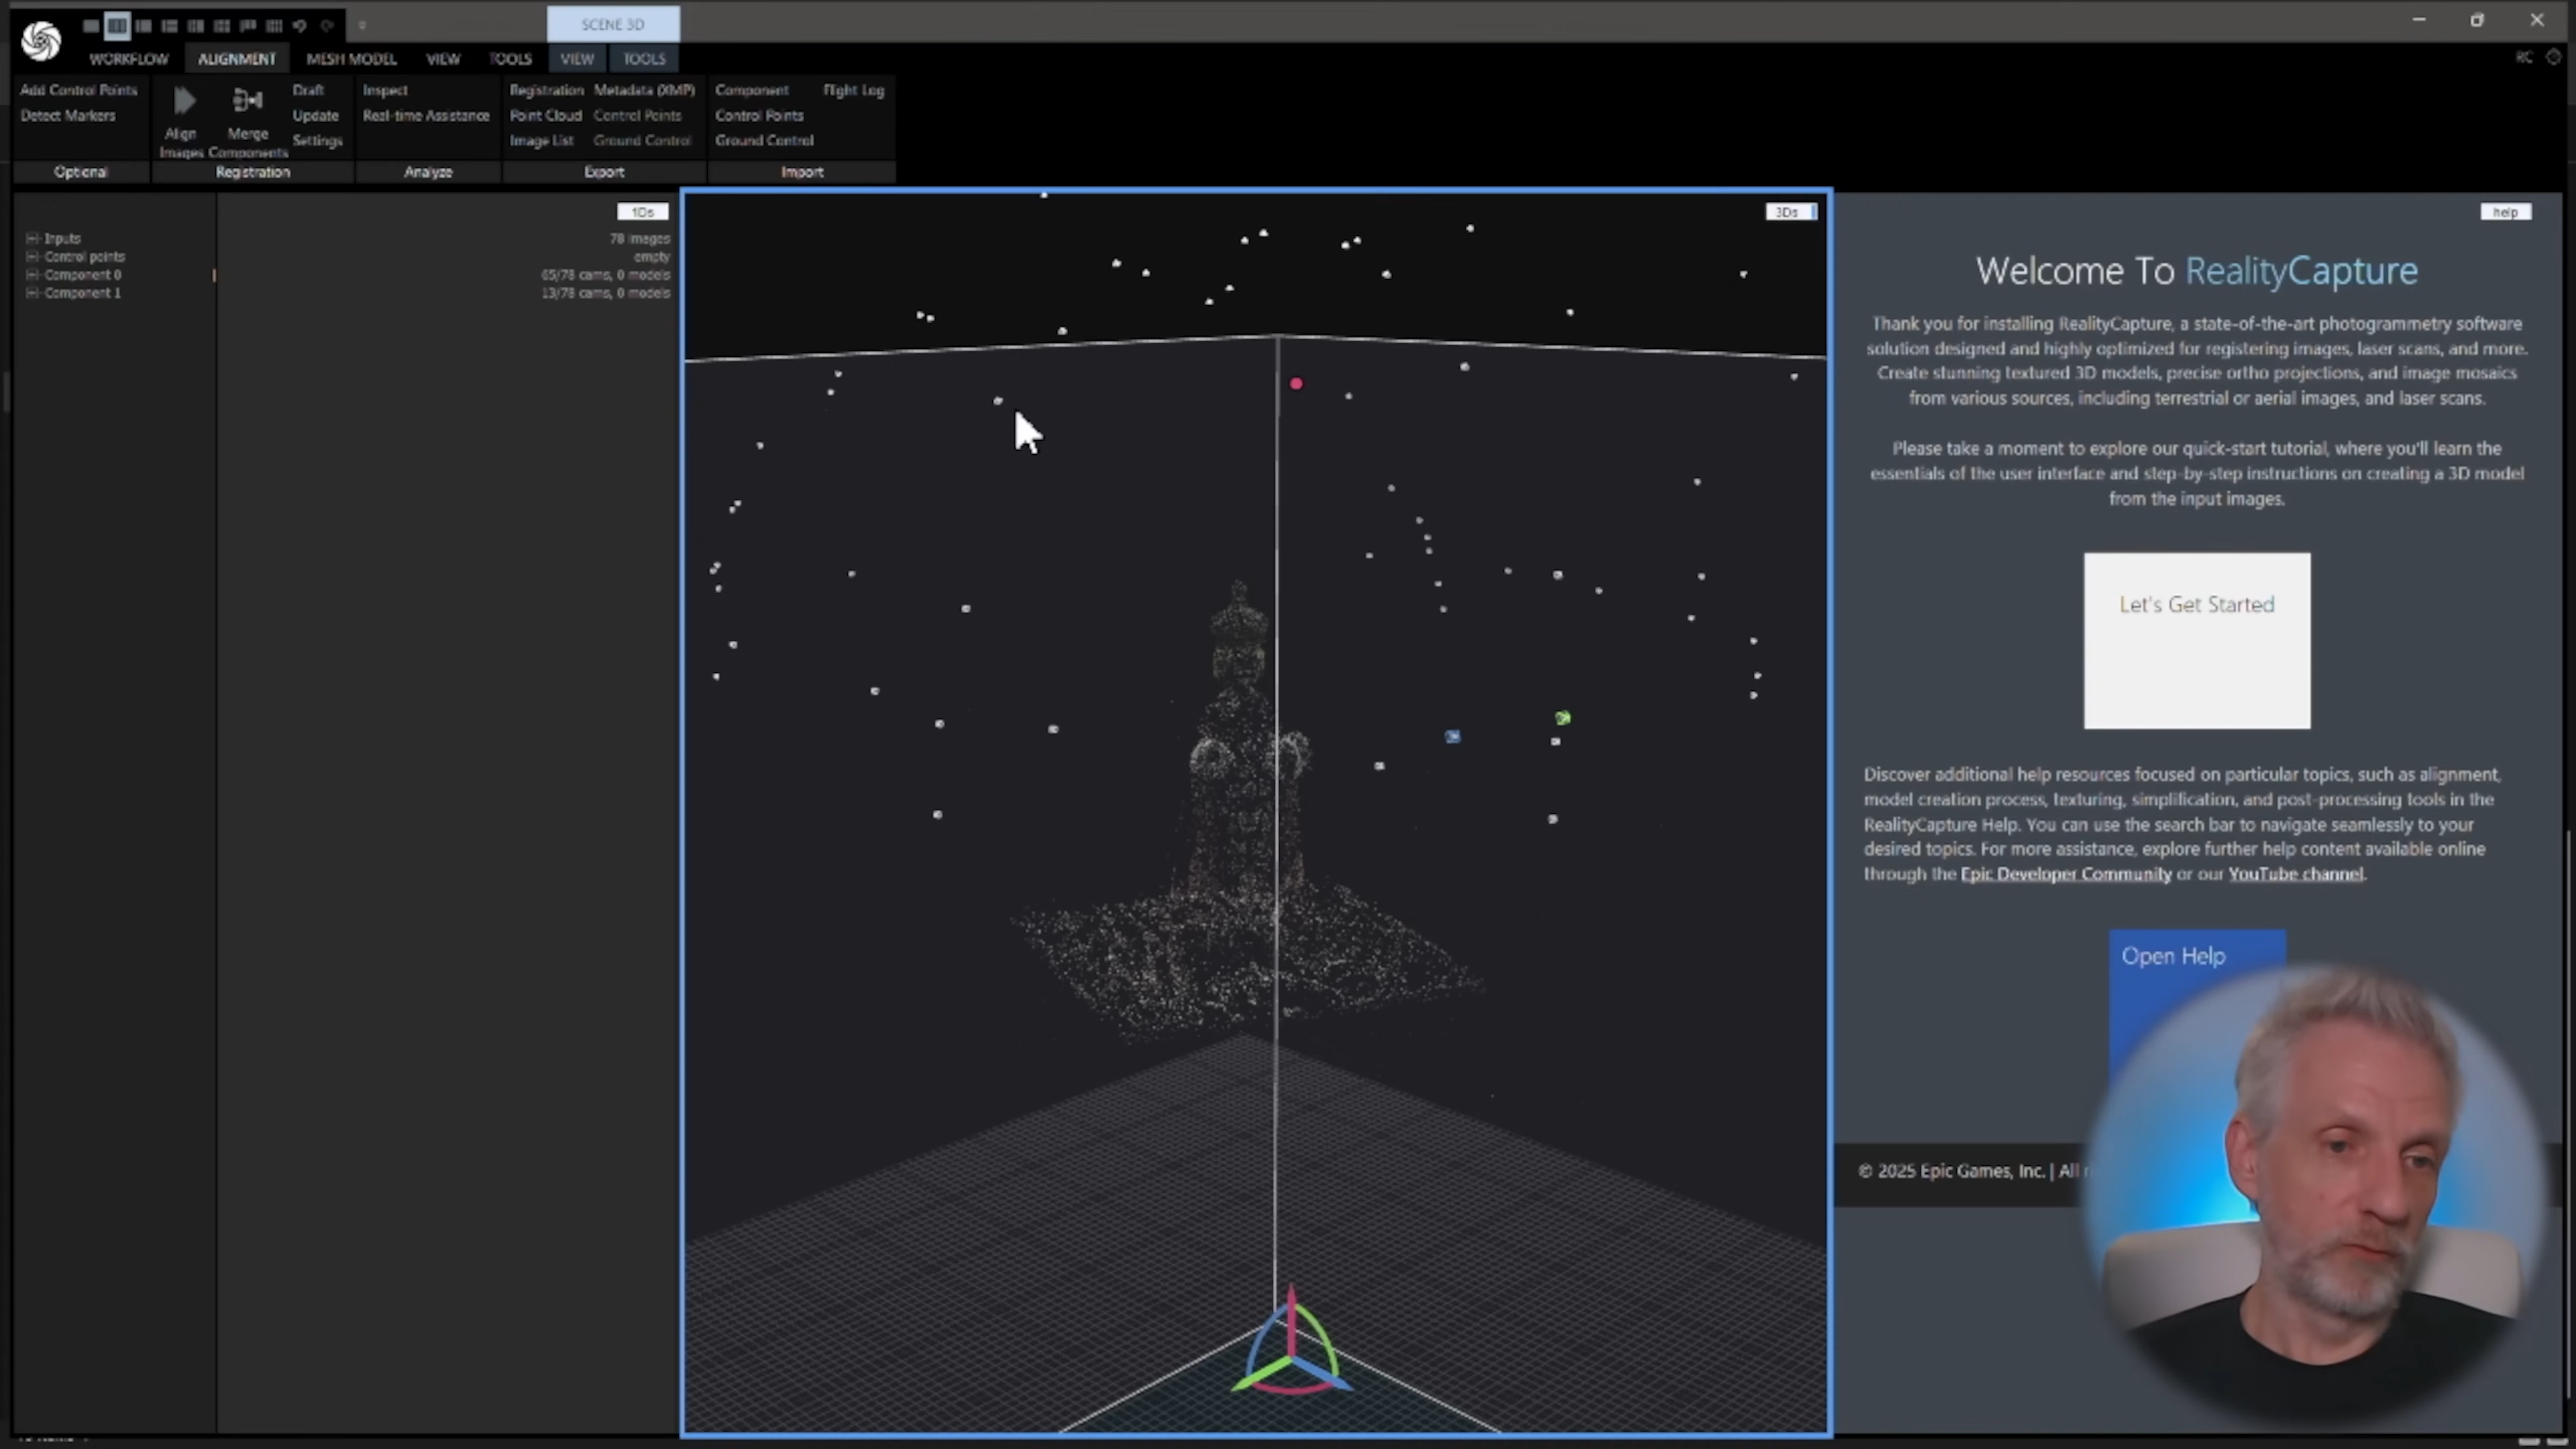 SCENE 3D
WORKFLOW ALIGNMENT MESH MODEL VIEW TOOLS VIEW TOOLS
RC
Add Control Points
Detect Markers
Optional
Align
Images
Merge
Components
Draft
Update
Settings
Registration
Inspect
Real-time Assistance
Analyze
Registration Metadata (XMP)
Point Cloud Control Points
Image List Ground Control
Export
Component Flight Log
Control Points
Ground Control
Import
1Ds
Inputs 78 images
Control points empty
Component 0 65/78 cams, 0 models
Component 1 13/78 cams, 0 models
3Ds
help
Welcome To RealityCapture
Thank you for installing RealityCapture, a state-of-the-art photogrammetry software
solution designed and highly optimized for registering images, laser scans, and more.
Create stunning textured 3D models, precise ortho projections, and image mosaics
from various sources, including terrestrial or aerial images, and laser scans.
Please take a moment to explore our quick-start tutorial, where you'll learn the
essentials of the user interface and step-by-step instructions on creating a 3D model
from the input images.
Let's Get Started
Discover additional help resources focused on particular topics, such as alignment,
model creation process, texturing, simplification, and post-processing tools in the
RealityCapture Help. You can use the search bar to navigate seamlessly to your
desired topics. For more assistance, explore further help content available online
through the Epic Developer Community or our YouTube channel.
Open Help
© 2025 Epic Games, Inc. | All